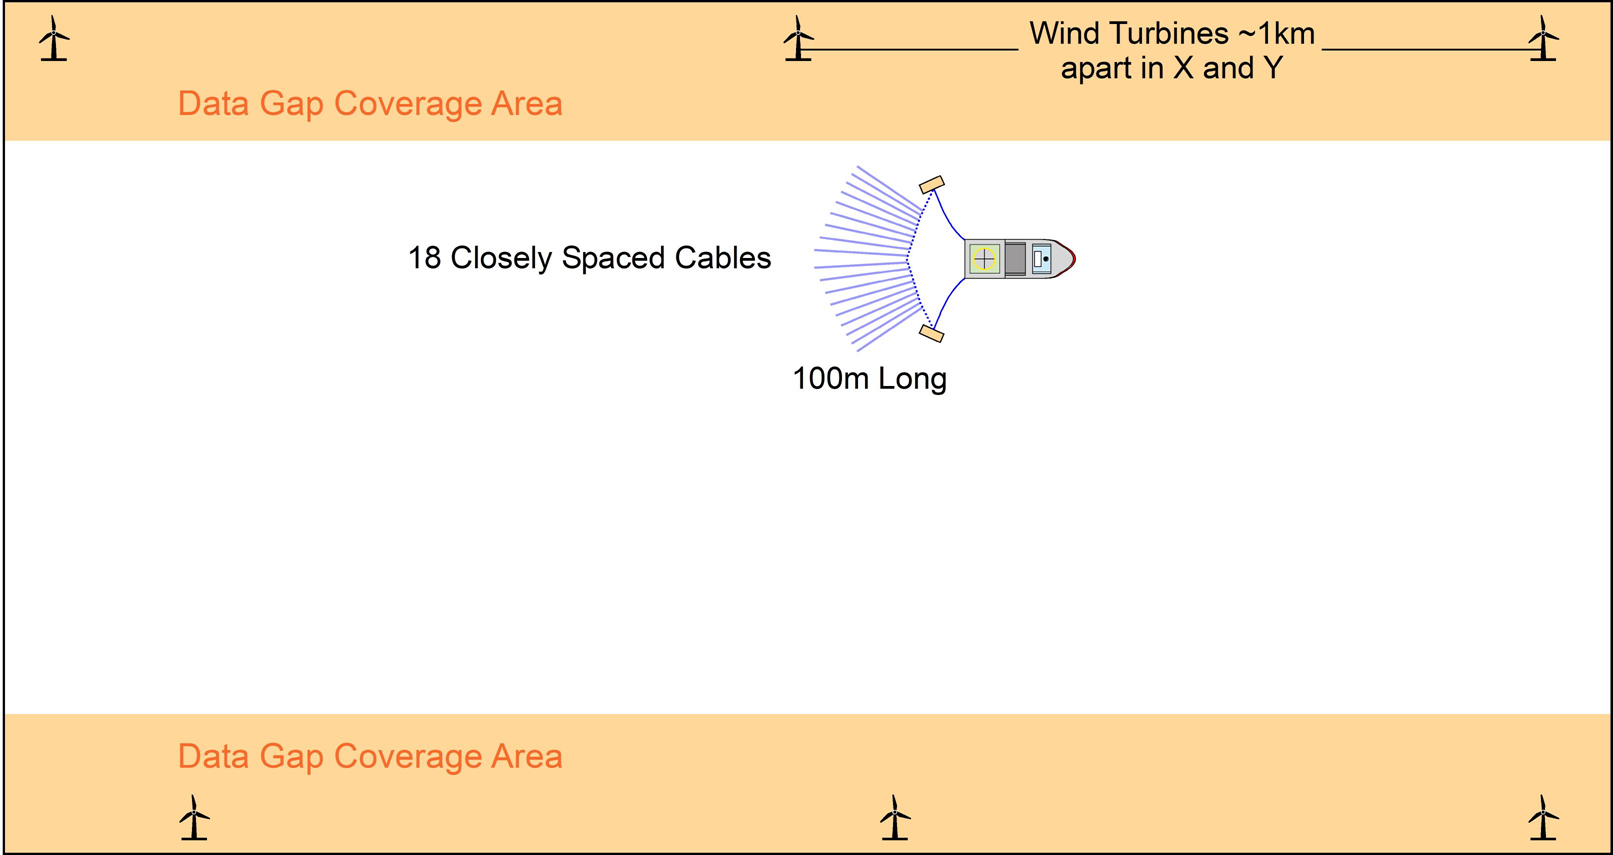 Wind Turbines ~1km
apart in X and Y
Data Gap Coverage Area
18 Closely Spaced Cables
100m Long
Data Gap Coverage Area